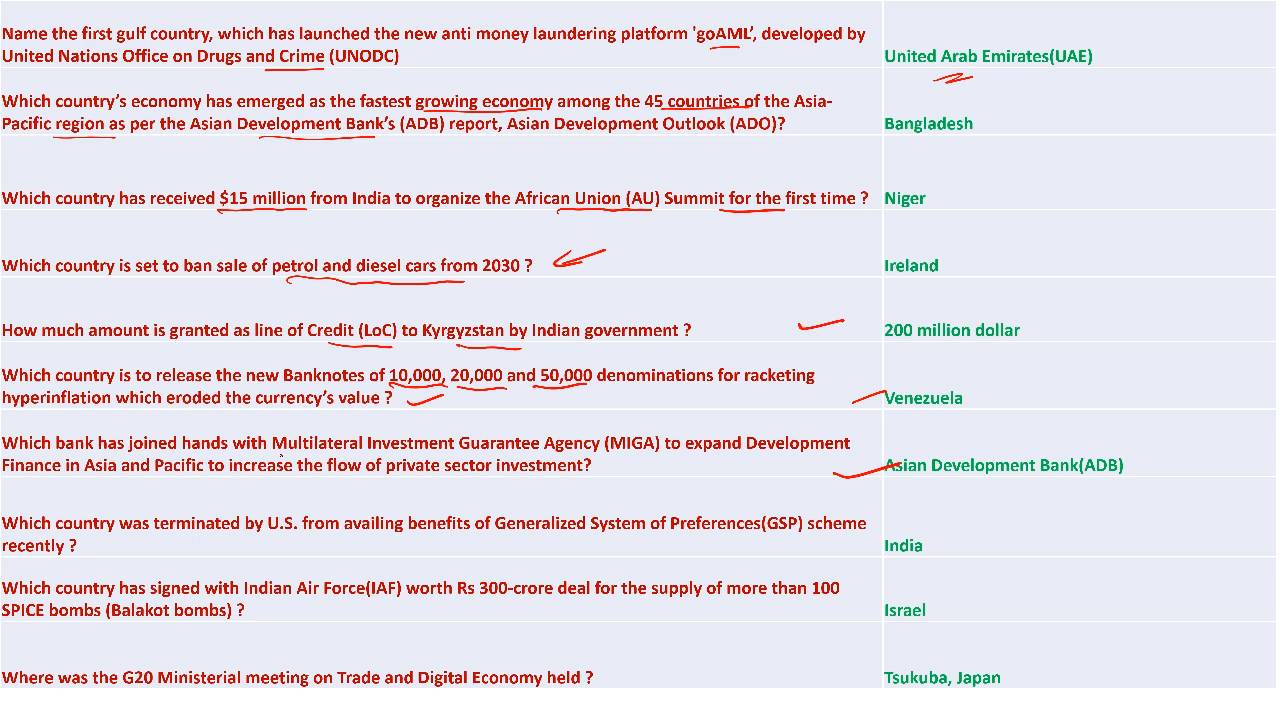 Name the first gulf country, which has launched the new anti money laundering platform 'goAML’, developed by
United Nations Office on Drugs and Crime (UNODC)
United Arab Emirates(UAE)
Which country’s economy has emerged as the fastest growing economy among the 45 countries of the Asia-
Pacific region as per the Asian Development Bank’s (ADB) report, Asian Development Outlook (ADO)?
Bangladesh
Which country has received $15 million from India to organize the African Union (AU) Summit for the first time ?
Niger
Which country is set to ban sale of petrol and diesel cars from 2030 ?
Ireland
How much amount is granted as line of Credit (LoC) to Kyrgyzstan by Indian government ?
200 million dollar
Which country is to release the new Banknotes of 10,000, 20,000 and 50,000 denominations for racketing
hyperinflation which eroded the currency’s value ?
Venezuela
Which bank has joined hands with Multilateral Investment Guarantee Agency (MIGA) to expand Development
Finance in Asia and Pacific to increase the flow of private sector investment?
Asian Development Bank(ADB)
Which country was terminated by U.S. from availing benefits of Generalized System of Preferences(GSP) scheme
recently ?
India
Which country has signed with Indian Air Force(IAF) worth Rs 300-crore deal for the supply of more than 100
SPICE bombs (Balakot bombs) ?
Israel
Where was the G20 Ministerial meeting on Trade and Digital Economy held ?
Tsukuba, Japan